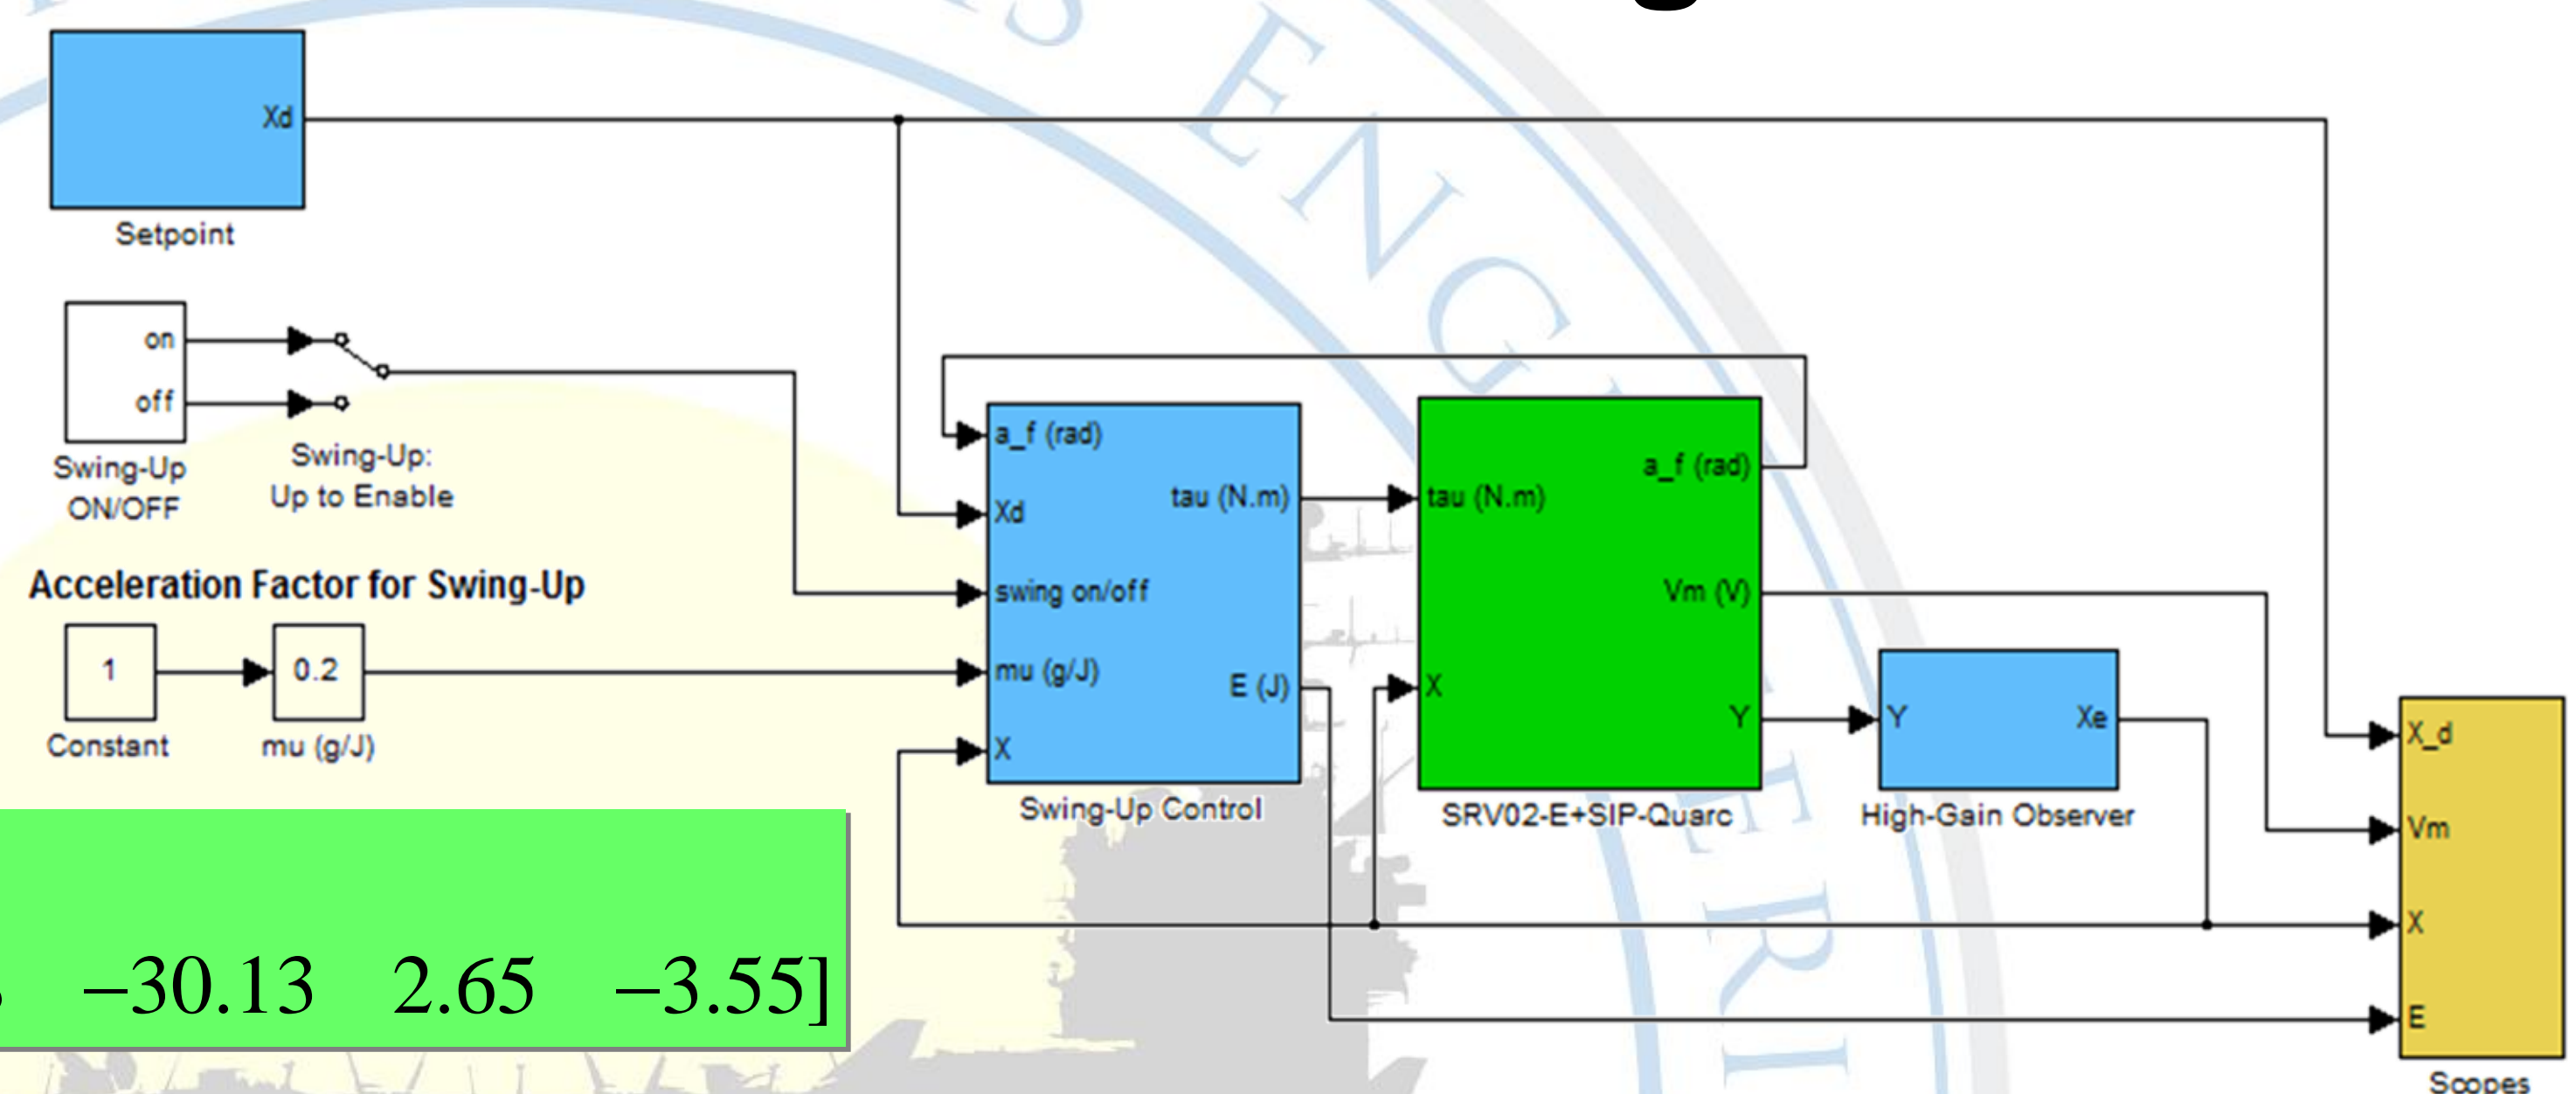 Xd
Setpoint
on
off
Swing-Up
ON/OFF
Swing-Up:
Up to Enable
Acceleration Factor for Swing-Up
1
Constant
0.2
mu (g/J)
a_f (rad)
Xd
swing on/off
mu (g/J)
X
tau (N.m)
E (J)
Swing-Up Control
tau (N.m)
X
a_f (rad)
Vm (V)
Y
SRV02-E+SIP-Quarc
Y
Xe
High-Gain Observer
X_d
Vm
X
E
Scopes
−30.13 2.65 −3.55]
S ENG
ERI